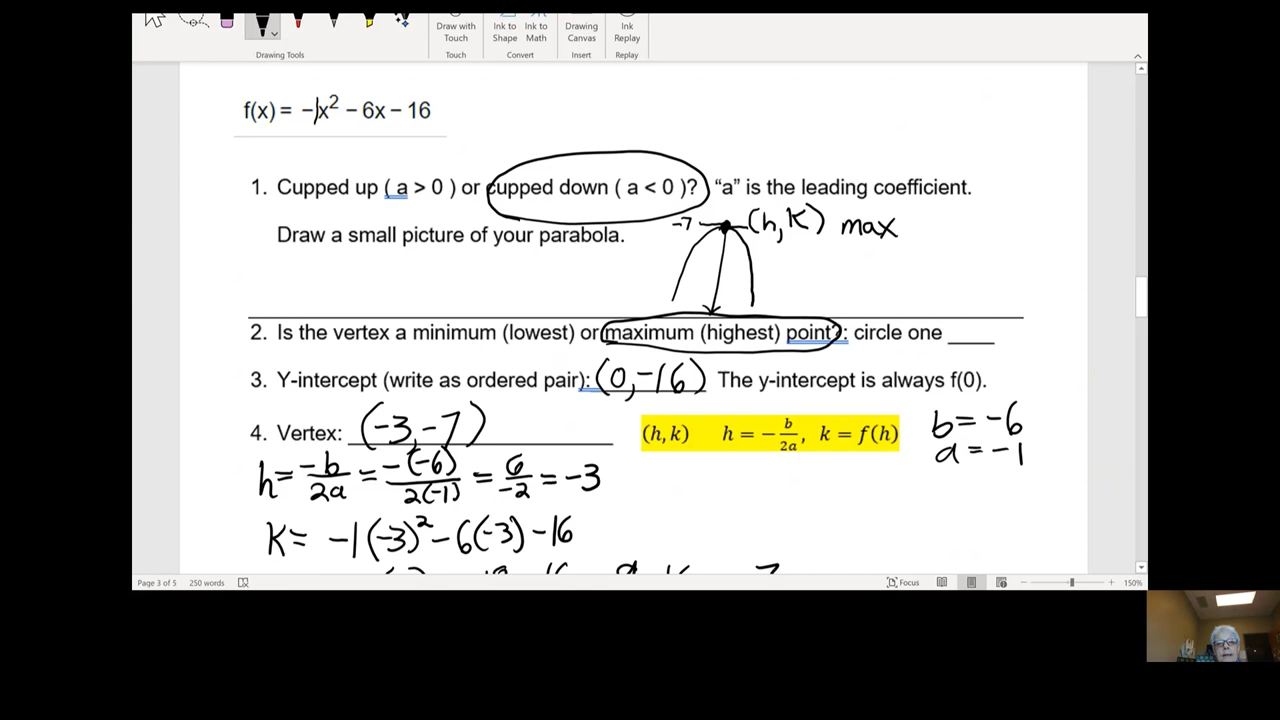 Draw with Touch
Ink to Shape
Ink to Math
Drawing Canvas
Ink Replay
Drawing Tools
Touch
Convert
Insert
Replay
f(x) = -1x² - 6x - 16
1. Cupped up ( a > 0 ) or cupped down ( a < 0 )? “a” is the leading coefficient.
-7 (h, k) max
Draw a small picture of your parabola.
2. Is the vertex a minimum (lowest) or maximum (highest) point?: circle one ____
3. Y-intercept (write as ordered pair): (0, -16) The y-intercept is always f(0).
4. Vertex: (-3, -7) (h, k) h = -b/2a, k = f(h) b = -6
a = -1
h = -b/2a = -(-6)/2(-1) = 6/-2 = -3
K = -1(-3)² - 6(-3) - 16
Page 3 of 5 250 words Focus 150%